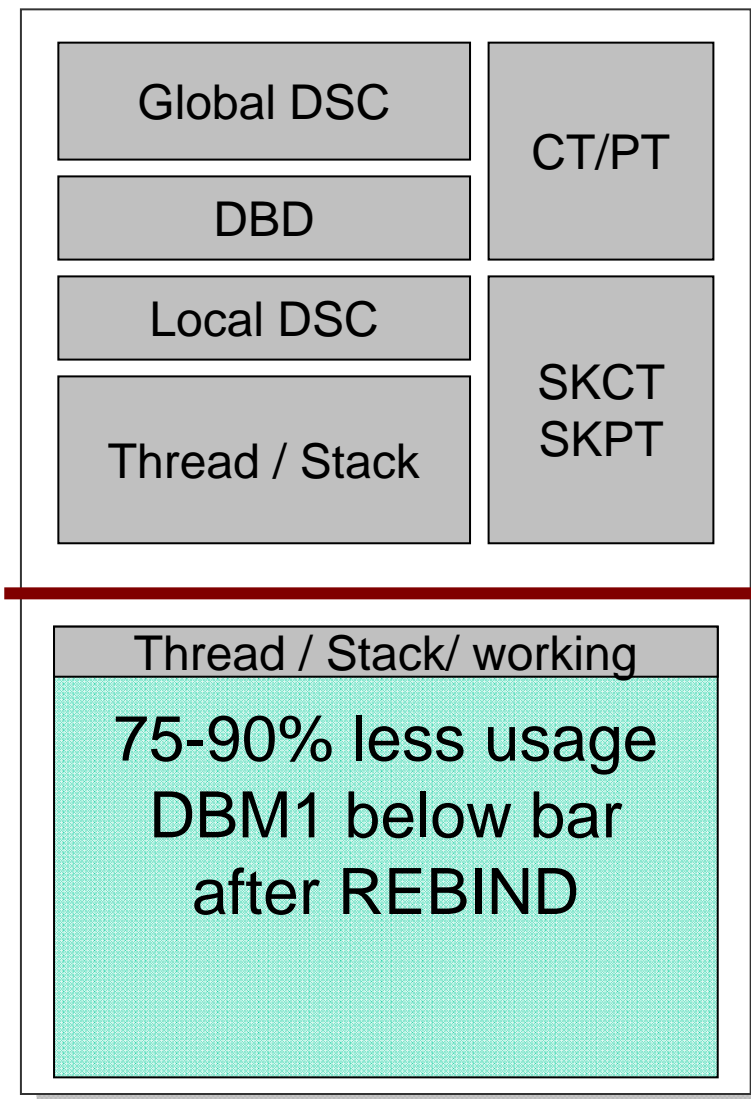 Global DSC
CT/PT
DBD
Local DSC
SKCT
SKPT
Thread / Stack
Thread / Stack/ working
75-90% less usage
DBM1 below bar
after REBIND